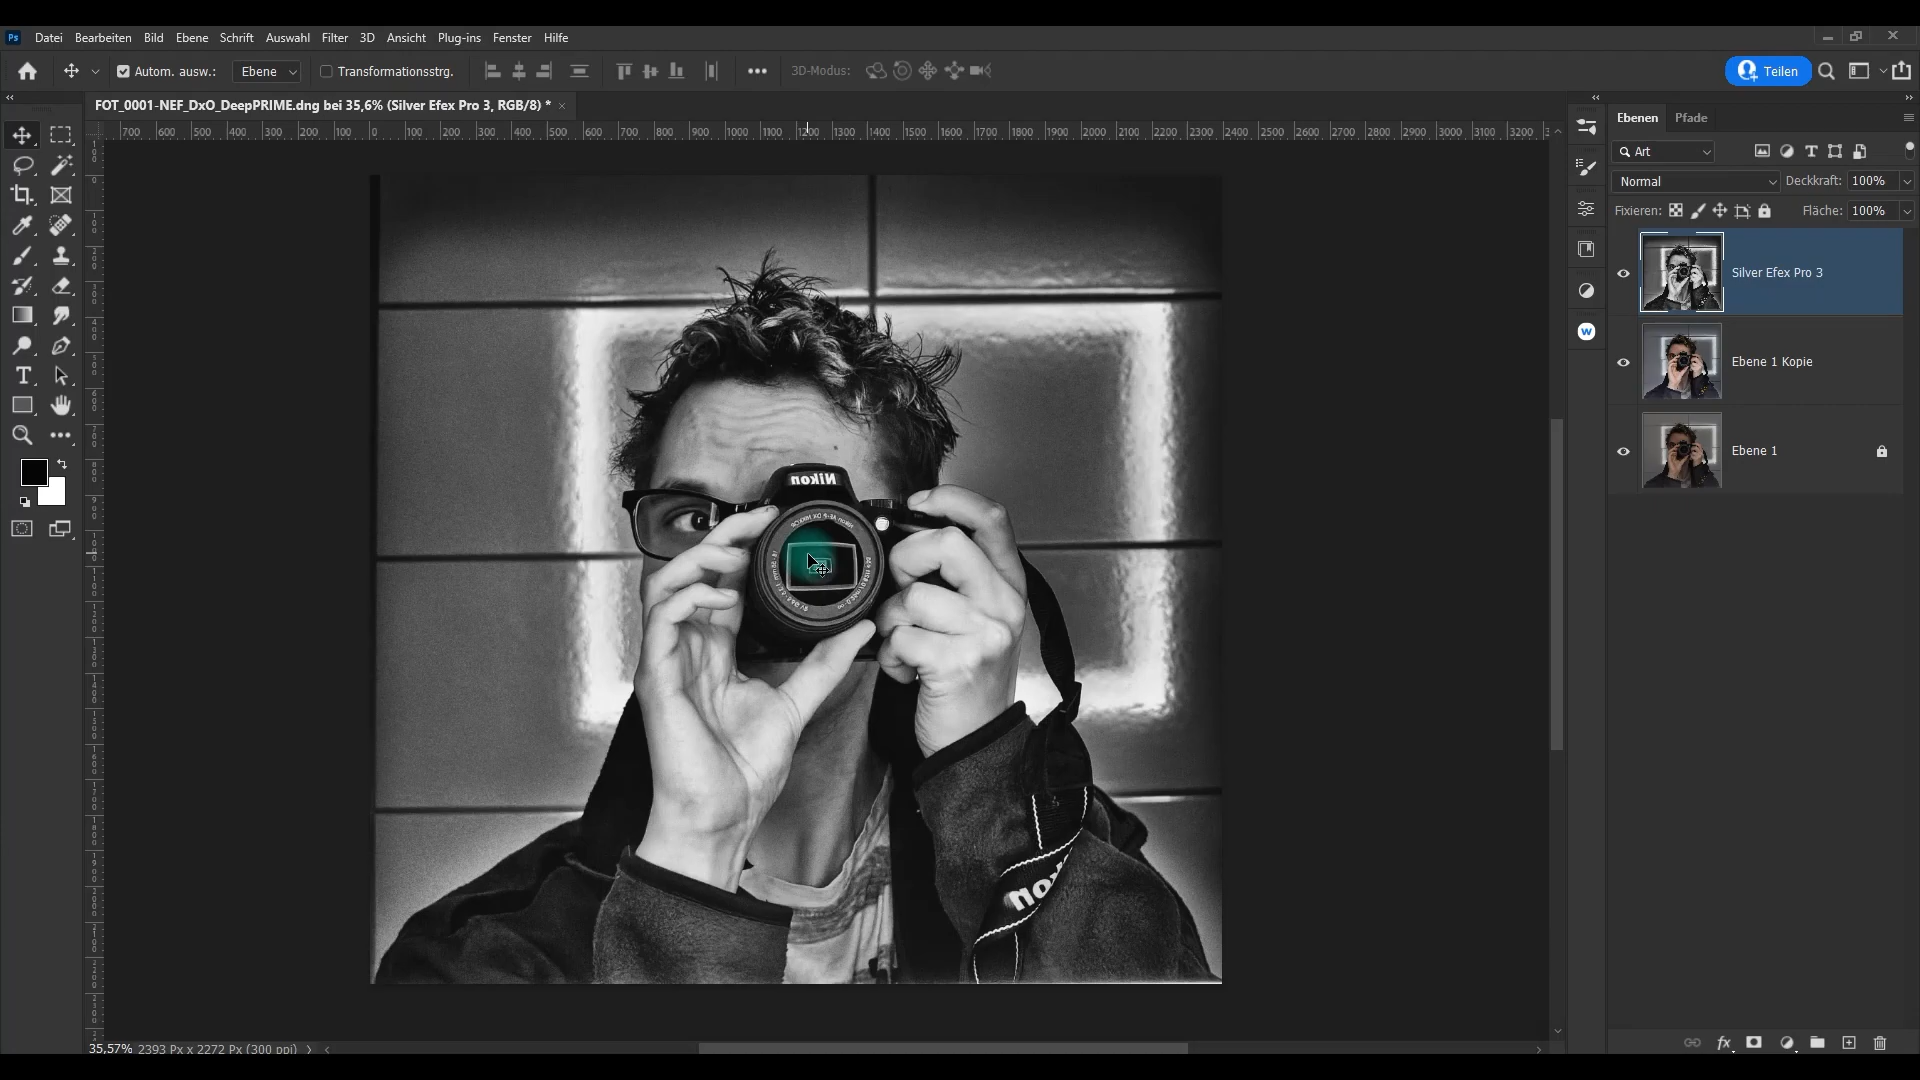 Ps Datei Bearbeiten Bild Ebene Schrift Auswahl Filter 3D Ansicht Plug-ins Fenster Hilfe
Autom. ausw.: Ebene Transformationsstrg. 3D-Modus: Teilen
FOT_0001-NEF_DxO_DeepPRIME.dng bei 35,6% (Silver Efex Pro 3, RGB/8) *
700 600 500 400 300 200 100 0 100 200 300 400 500 600 700 800 900 1000 1100 1200 1300 1400 1500 1600 1700 1800 1900 2000 2100 2200 2300 2400 2500 2600 2700 2800 2900 3000 3100 3200
Ebenen Pfade
Art
Normal Deckkraft: 100%
Fixieren: Fläche: 100%
Silver Efex Pro 3
Ebene 1 Kopie
Ebene 1
Nikon
35,57% 2393 Px x 2272 Px (300 ppi)
fx